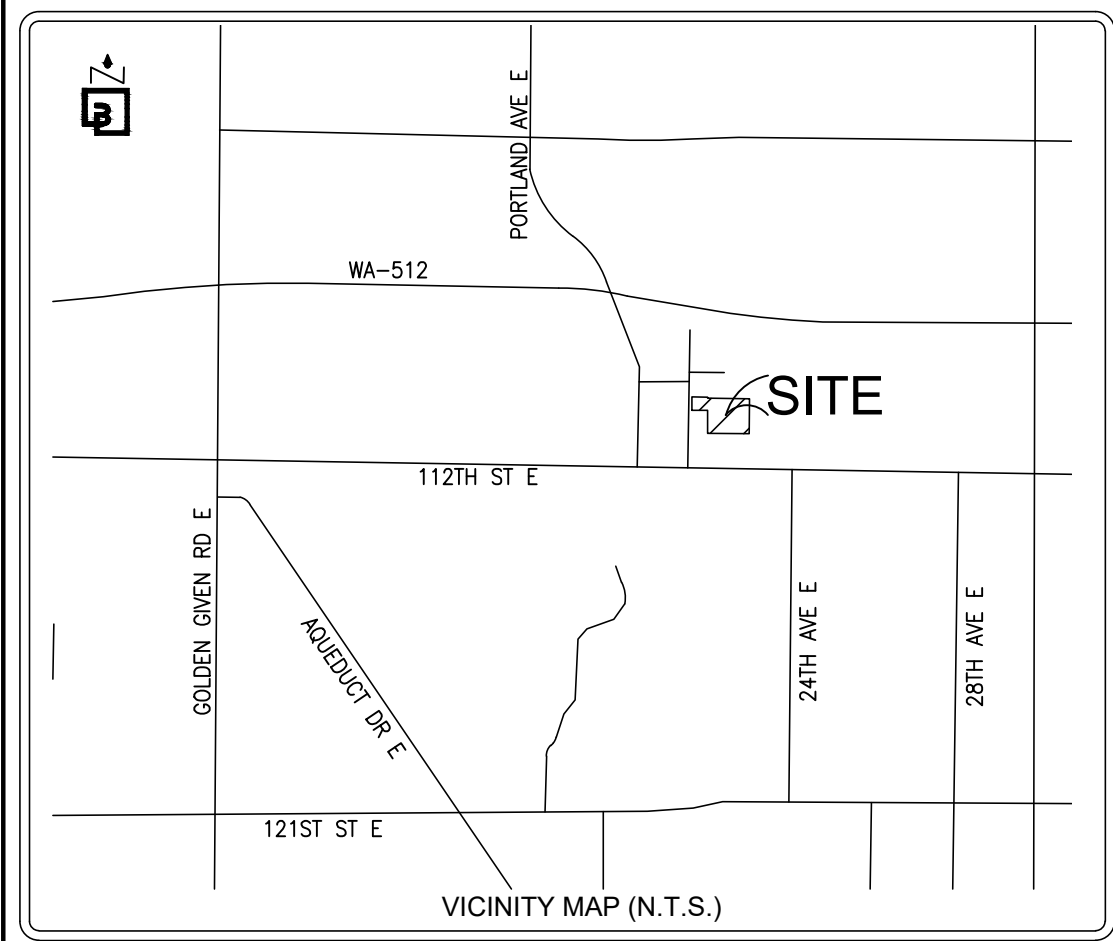 Z
B
PORTLAND AVE E
WA-512
SITE
112TH ST E
GOLDEN GIVEN RD E
AQUEDUCT DR E
24TH AVE E
28TH AVE E
121ST ST E
VICINITY MAP (N.T.S.)